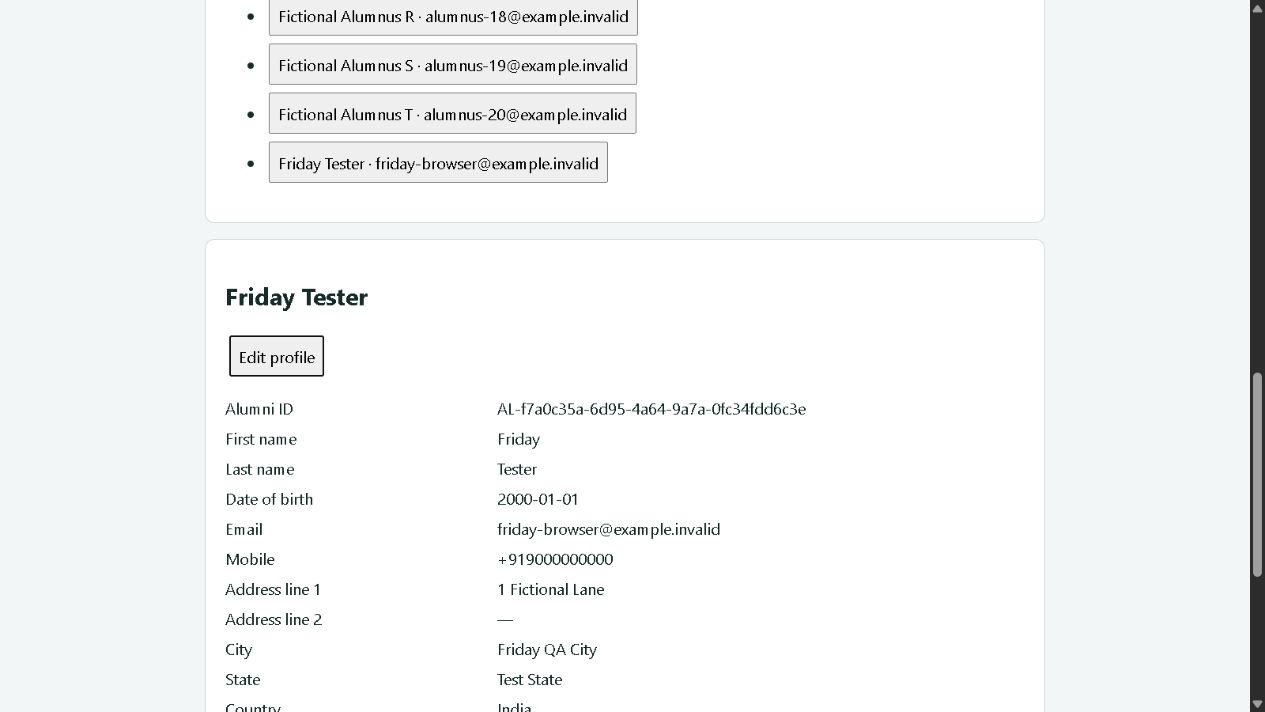 Fictional Alumnus R · alumnus-18@example.invalid
Fictional Alumnus S · alumnus-19@example.invalid
Fictional Alumnus T · alumnus-20@example.invalid
Friday Tester · friday-browser@example.invalid
Friday Tester
Edit profile
Alumni ID AL-f7a0c35a-6d95-4a64-9a7a-0fc34fdd6c3e
First name Friday
Last name Tester
Date of birth 2000-01-01
Email friday-browser@example.invalid
Mobile +919000000000
Address line 1 1 Fictional Lane
Address line 2 —
City Friday QA City
State Test State
Country India